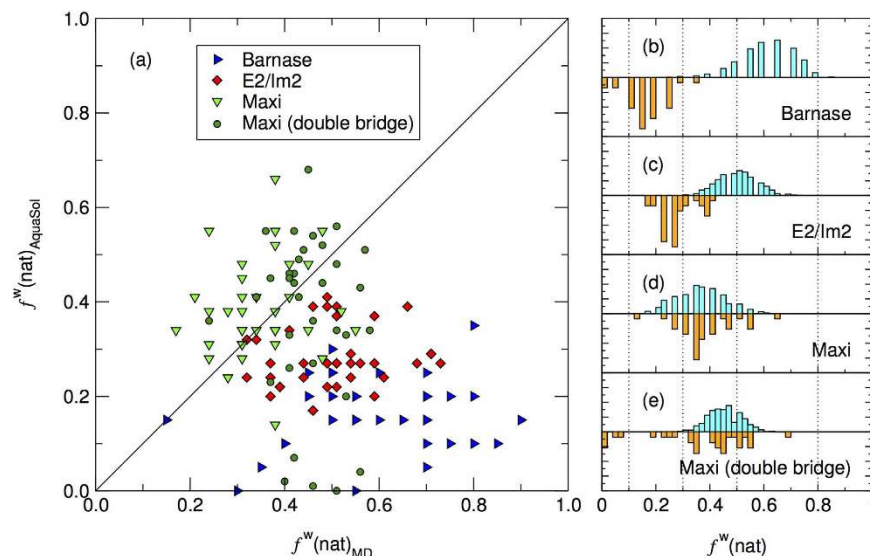 1.0
0.8
0.6
0.4
0.2
0.0
f^w(nat)_AquaSol
(a)
Barnase
E2/Im2
Maxi
Maxi (double bridge)
0.0 0.2 0.4 0.6 0.8 1.0
f^w(nat)_MD
(b)
Barnase
(c)
E2/Im2
(d)
Maxi
(e)
Maxi (double bridge)
0 0.2 0.4 0.6 0.8
f^w(nat)